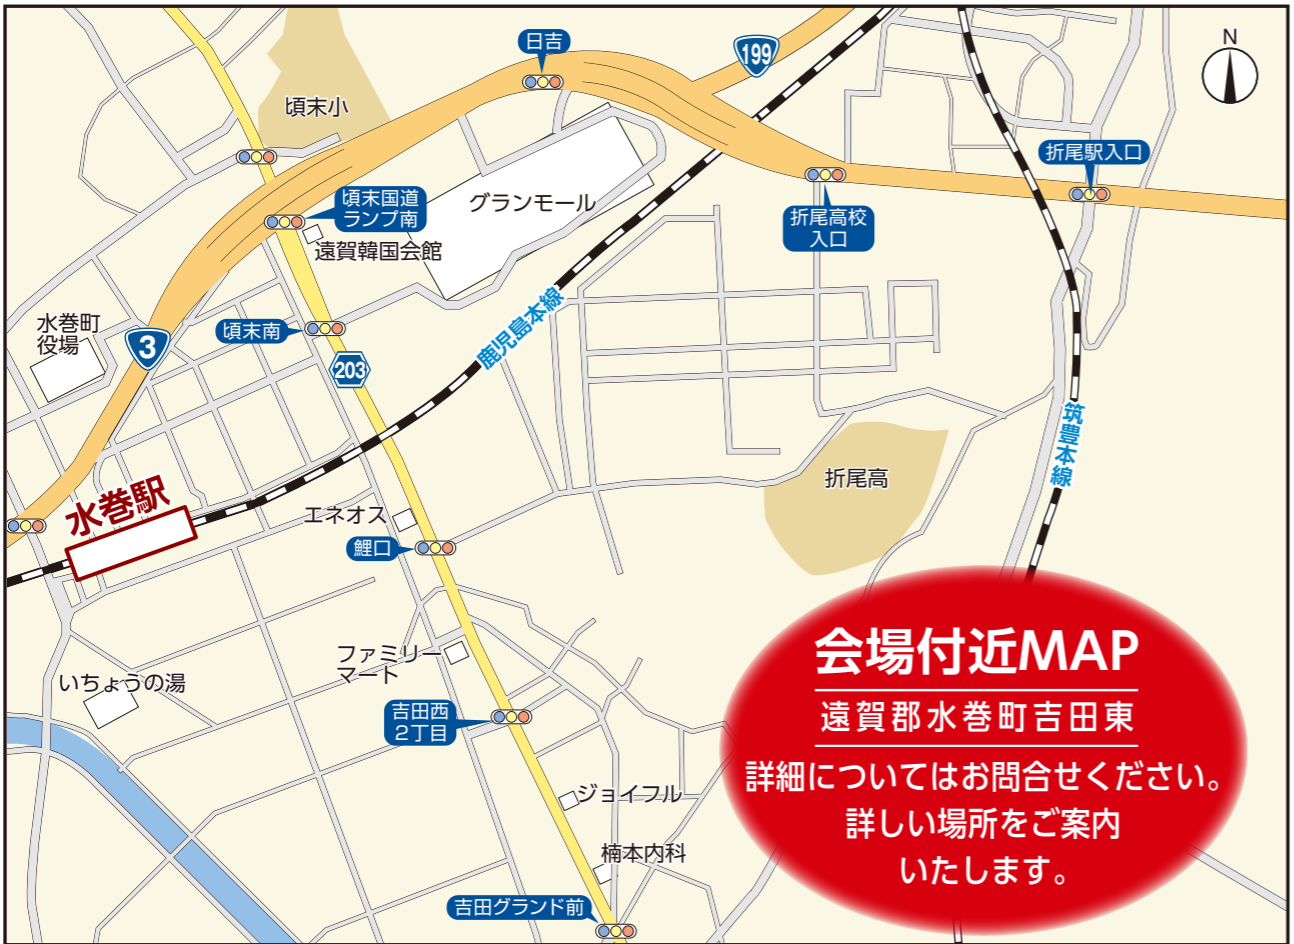 日吉
199
N
頃末小
折尾駅入口
頃末国道
ランプ南
グランモール
折尾高校
入口
遠賀韓国会館
水巻町
役場
3
頃末南
203
鹿児島本線
筑豊本線
折尾高
水巻駅
エネオス
鯉口
ファミリー
マート
いちょうの湯
吉田西
2丁目
ジョイフル
楠本内科
吉田グランド前
会場付近MAP
遠賀郡水巻町吉田東
詳細についてはお問合せください。
詳しい場所をご案内
いたします。